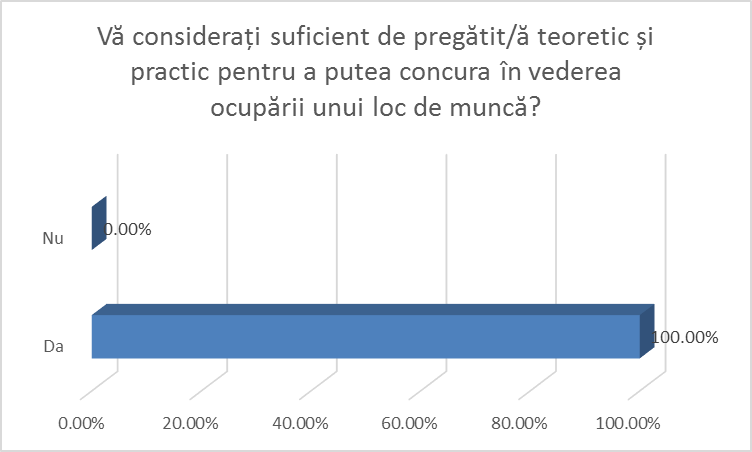 Vă considerați suficient de pregătit/ă teoretic și
practic pentru a putea concura în vederea
ocupării unui loc de muncă?
Nu
0.00%
Da
100.00%
0.00% 20.00% 40.00% 60.00% 80.00% 100.00%